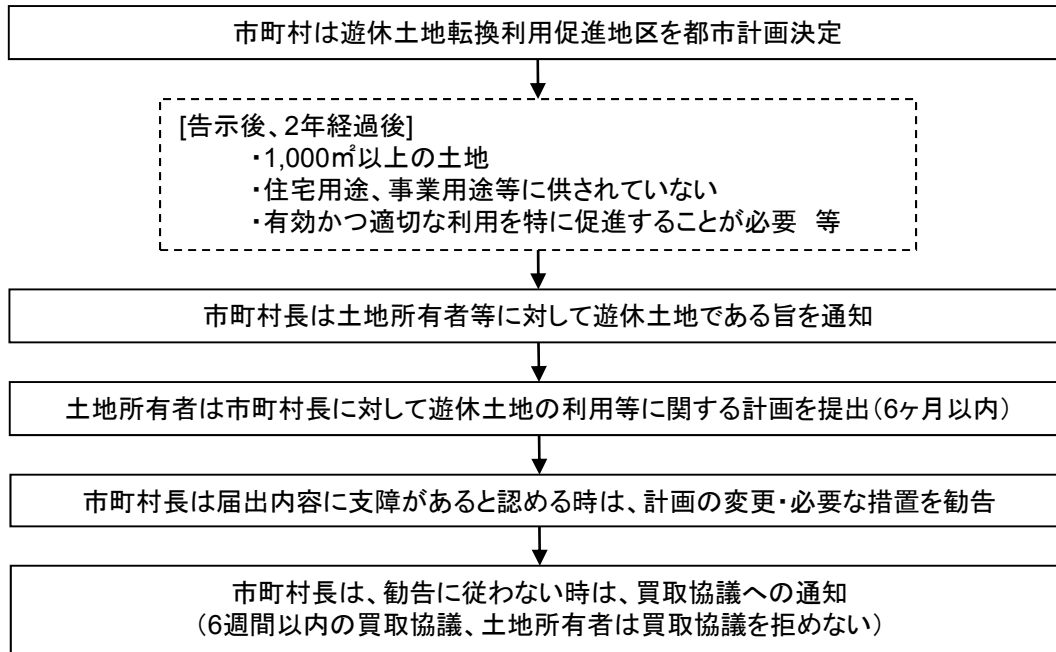 市町村は遊休土地転換利用促進地区を都市計画決定
[告示後、2年経過後]
・1,000㎡以上の土地
・住宅用途、事業用途等に供されていない
・有効かつ適切な利用を特に促進することが必要　等
市町村長は土地所有者等に対して遊休土地である旨を通知
土地所有者は市町村長に対して遊休土地の利用等に関する計画を提出（6ヶ月以内）
市町村長は届出内容に支障があると認める時は、計画の変更・必要な措置を勧告
市町村長は、勧告に従わない時は、買取協議への通知
（6週間以内の買取協議、土地所有者は買取協議を拒めない）